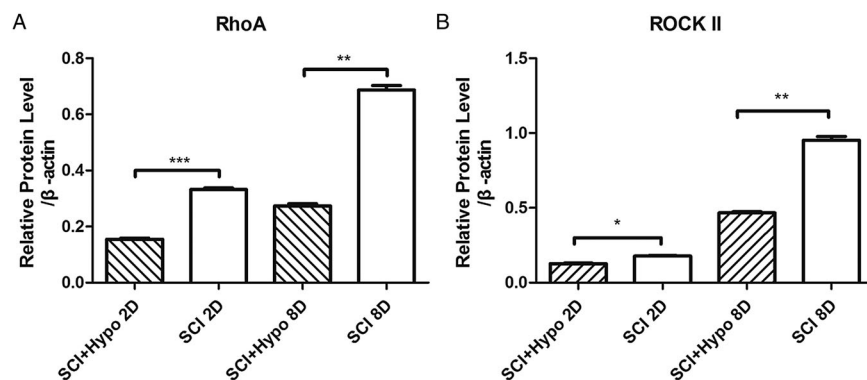 A
RhoA
Relative Protein Level
/β -actin
0.8
0.6
0.4
0.2
0.0
***
**
SCI+Hypo 2D
SCI 2D
SCI+Hypo 8D
SCI 8D
B
ROCK II
Relative Protein Level
/β -actin
1.5
1.0
0.5
0.0
*
**
SCI+Hypo 2D
SCI 2D
SCI+Hypo 8D
SCI 8D